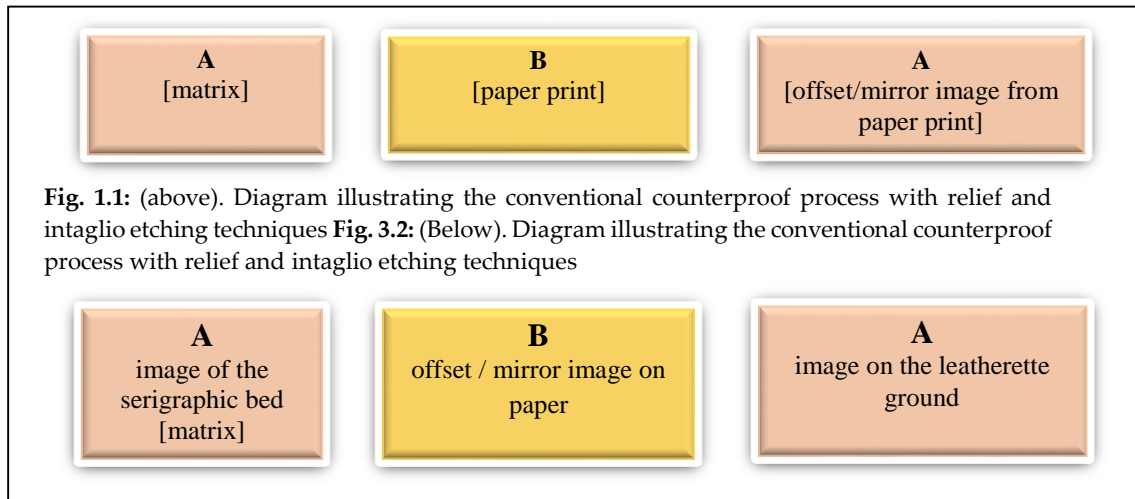 A
[matrix]
B
[paper print]
A
[offset/mirror image from
paper print]
Fig. 1.1: (above). Diagram illustrating the conventional counterproof process with relief and
intaglio etching techniques Fig. 3.2: (Below). Diagram illustrating the conventional counterproof
process with relief and intaglio etching techniques
A
image of the
serigraphic bed
[matrix]
B
offset / mirror image on
paper
A
image on the leatherette
ground